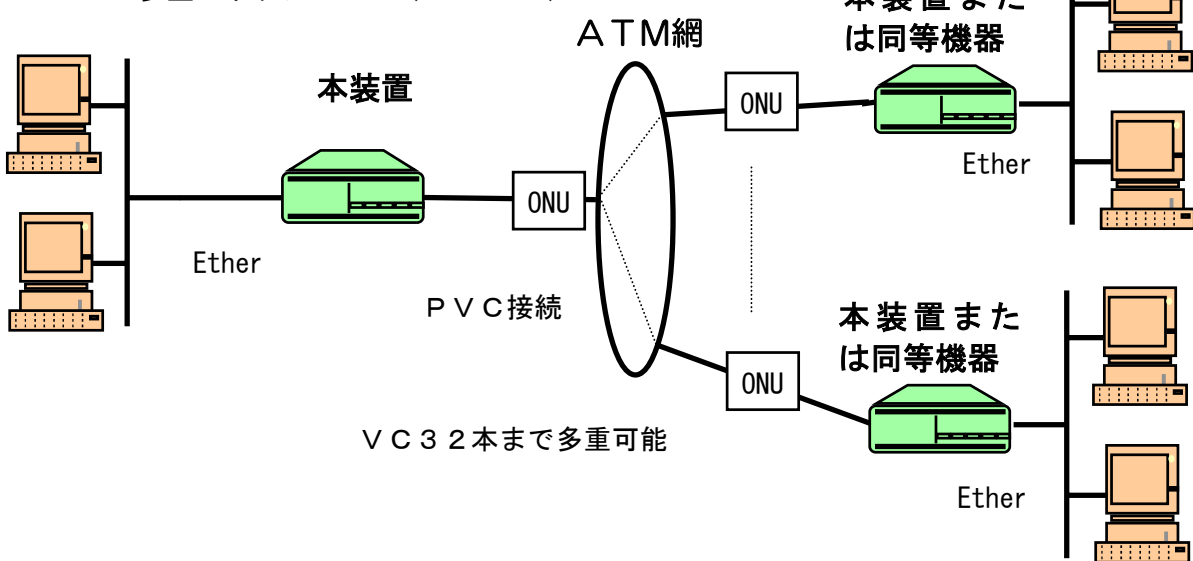 本装置また
は同等機器
ATM網
本装置
ONU
Ether
ONU
Ether
PVC接続
本装置また
は同等機器
ONU
VC32本まで多重可能
Ether